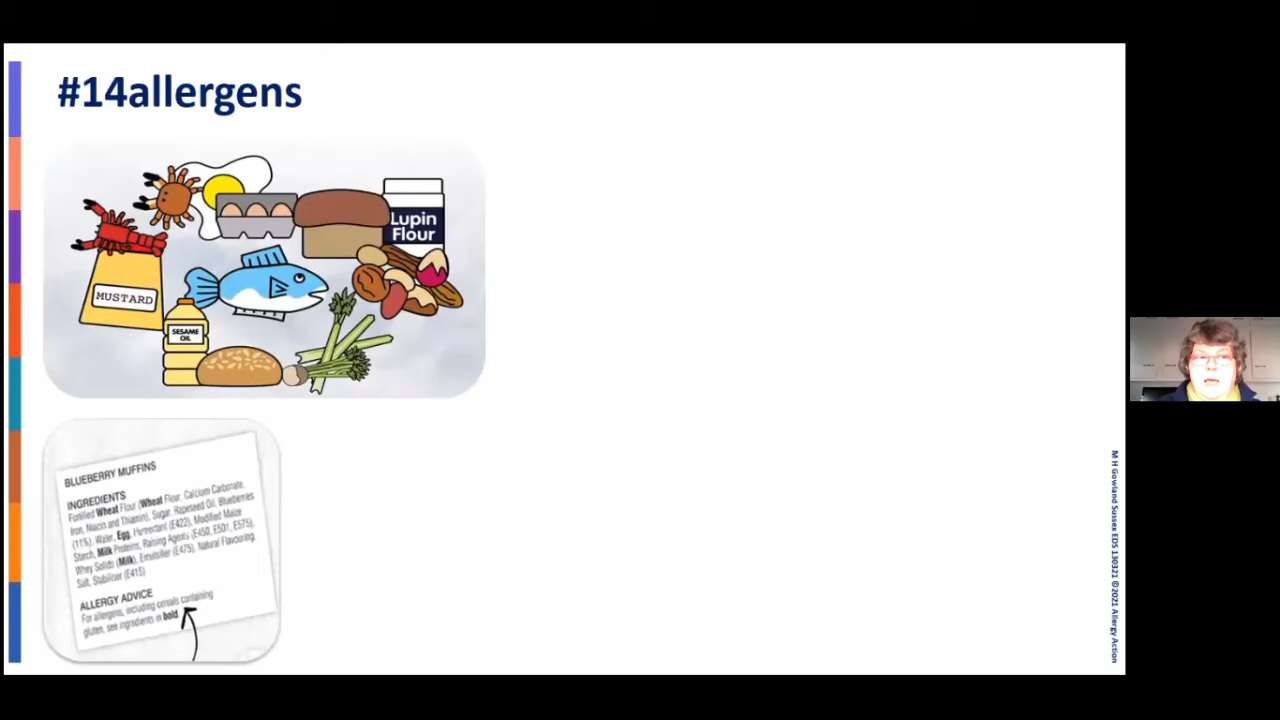 #14allergens
Lupin
Flour
MUSTARD
SESAME
OIL
BLUEBERRY MUFFINS
INGREDIENTS
Fortified Wheat Flour (Wheat Flour, Calcium Carbonate,
Iron, Niacin and Thiamin), Sugar, Rapeseed Oil, Blueberries
(11%), Water, Egg, Humectant (E422), Modified Maize
Starch, Milk Proteins, Raising Agents (E450, E501, E575),
Whey Solids (Milk), Emulsifier (E475), Natural Flavouring,
Salt, Stabiliser (E415)
ALLERGY ADVICE
For allergens, including cereals containing
gluten, see ingredients in bold
M H Gowland Sussex EDS 130321 ©2021 Allergy Action